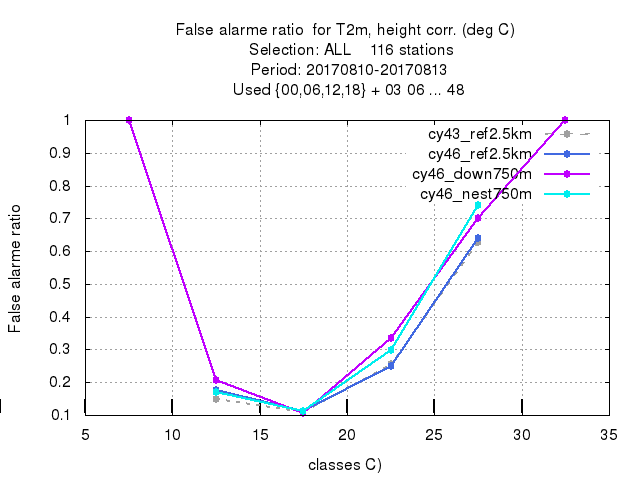 False alarme ratio  for T2m, height corr. (deg C)
Selection: ALL    116 stations
Period: 20170810-20170813
Used {00,06,12,18} + 03 06 ... 48
1
0.9
0.8
0.7
0.6
0.5
0.4
0.3
0.2
0.1
False alarme ratio
cy43_ref2.5km
cy46_ref2.5km
cy46_down750m
cy46_nest750m
5
10
15
20
25
30
35
classes C)